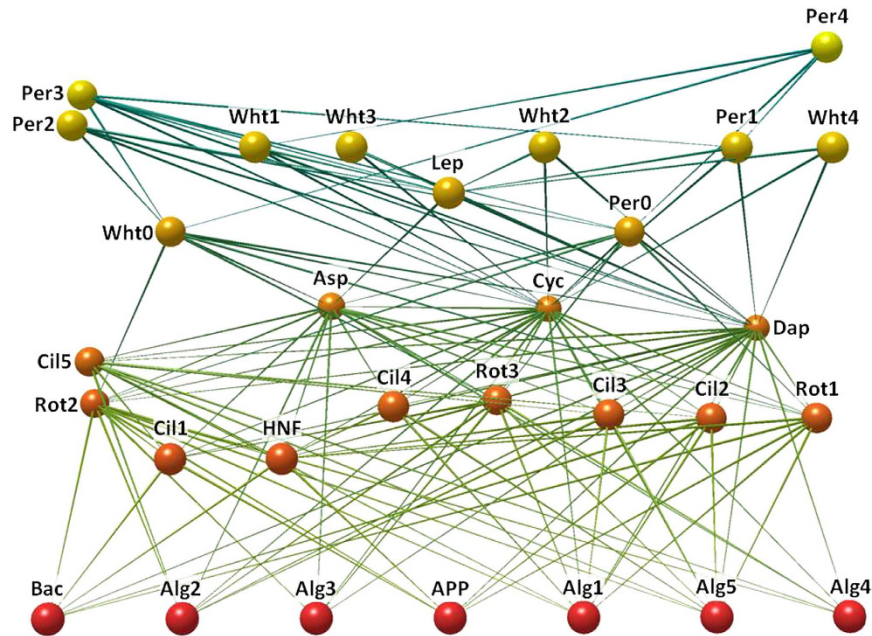 Per4
Per3
Per2
Wht1
Wht3
Wht2
Per1
Wht4
Lep
Per0
Wht0
Asp
Cyc
Dap
Cil5
Rot2
Cil4
Rot3
Cil3
Cil2
Rot1
Cil1
HNF
Bac
Alg2
Alg3
APP
Alg1
Alg5
Alg4